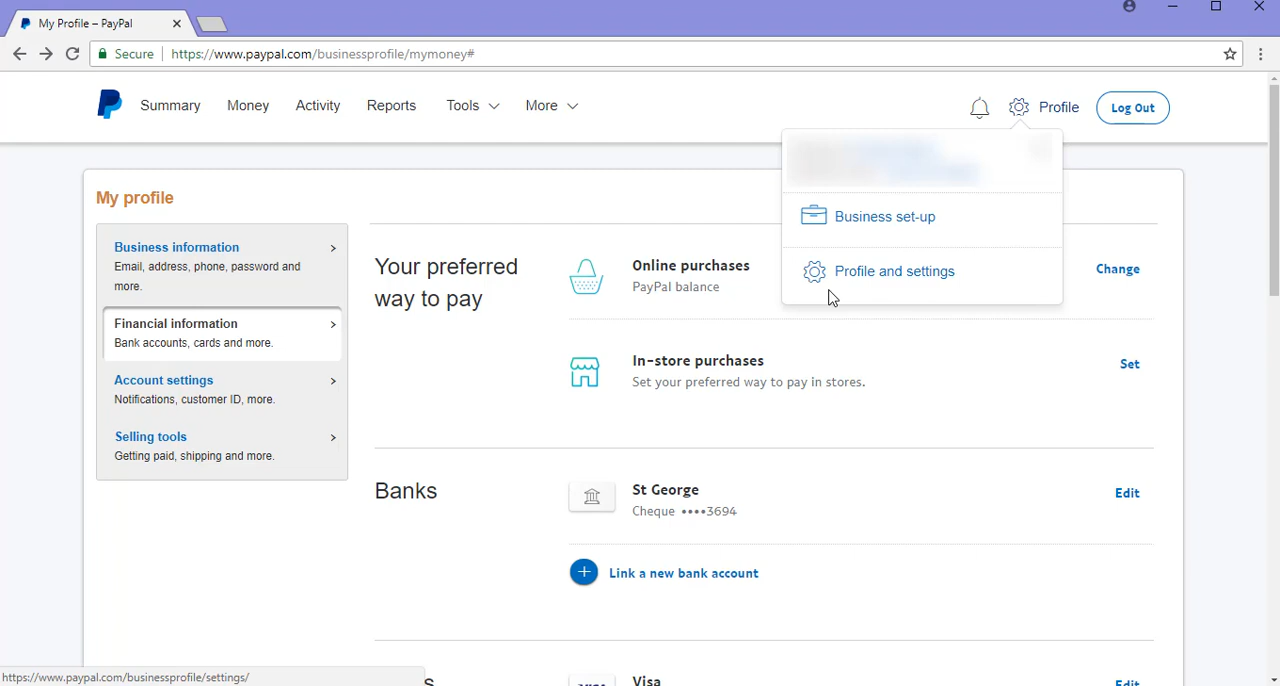 My Profile – PayPal
Secure
https://www.paypal.com/businessprofile/mymoney#
Summary
Money
Activity
Reports
Tools
More
Profile
Log Out
Business set-up
Profile and settings
My profile
Business information
Email, address, phone, password and
more.
Financial information
Bank accounts, cards and more.
Account settings
Notifications, customer ID, more.
Selling tools
Getting paid, shipping and more.
Your preferred
way to pay
Online purchases
PayPal balance
Change
In-store purchases
Set your preferred way to pay in stores.
Set
Banks
St George
Cheque ••••3694
Edit
Link a new bank account
Visa
Edit
https://www.paypal.com/businessprofile/settings/